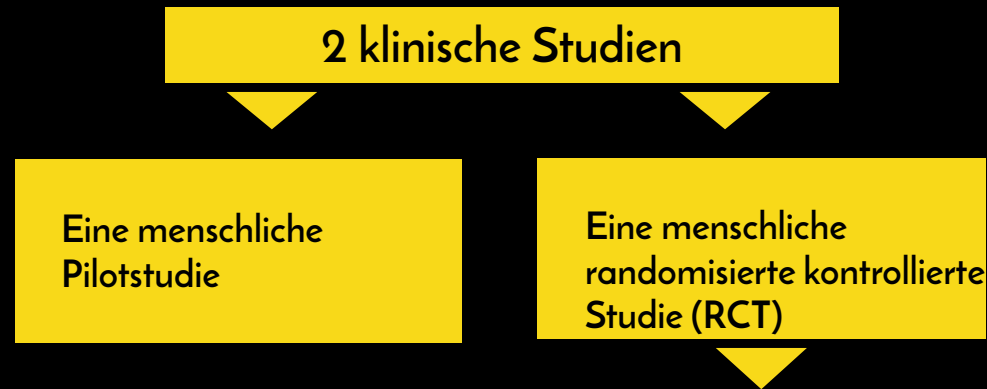 2 klinische Studien
Eine menschliche
Pilotstudie
Eine menschliche
randomisierte kontrollierte
Studie (RCT)